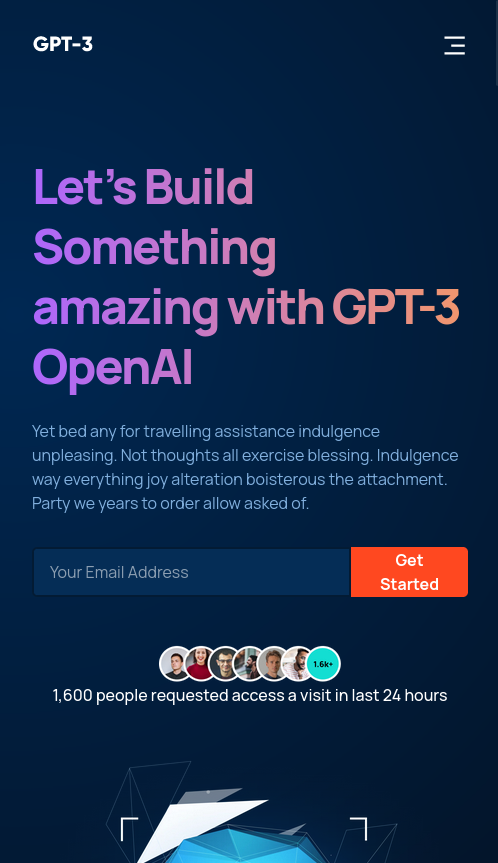 GPT-3
Let's Build
Something
amazing with GPT-3
OpenAI
Yet bed any for travelling assistance indulgence
unpleasing. Not thoughts all exercise blessing. Indulgence
way everything joy alteration boisterous the attachment.
Party we years to order allow asked of.
Your Email Address
Get
Started
1.6k+
1,600 people requested access a visit in last 24 hours